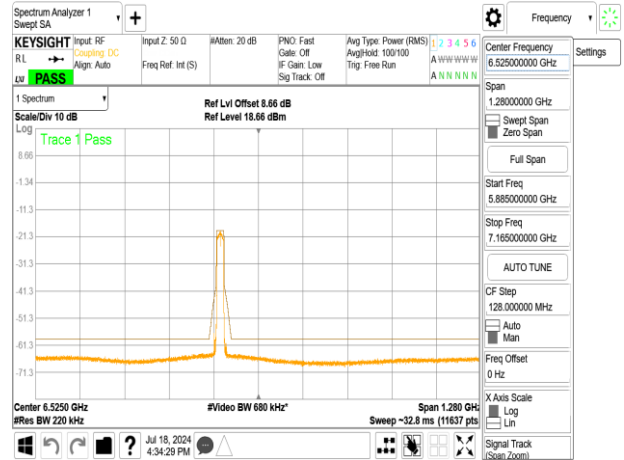 Spectrum Analyzer 1
Swept SA
Frequency
KEYSIGHT
RL
LXI PASS
Input: RF
Coupling: DC
Align: Auto
Input Z: 50 Ω
Freq Ref: Int (S)
#Atten: 20 dB
PNO: Fast
Gate: Off
IF Gain: Low
Sig Track: Off
Avg Type: Power (RMS)
Avg|Hold: 100/100
Trig: Free Run
1 2 3 4 5 6
A W W W W W
A N N N N N
1 Spectrum
Scale/Div 10 dB
Ref Lvl Offset 8.66 dB
Ref Level 18.66 dBm
Log
Trace 1 Pass
8.66
-1.34
-11.3
-21.3
-31.3
-41.3
-51.3
-61.3
-71.3
Center 6.5250 GHz
#Res BW 220 kHz
#Video BW 680 kHz*
Span 1.280 GHz
Sweep ~32.8 ms (11637 pts
Jul 18, 2024
4:34:29 PM
Center Frequency
6.525000000 GHz
Settings
Span
1.28000000 GHz
Swept Span
Zero Span
Full Span
Start Freq
5.885000000 GHz
Stop Freq
7.165000000 GHz
AUTO TUNE
CF Step
128.000000 MHz
Auto
Man
Freq Offset
0 Hz
X Axis Scale
Log
Lin
Signal Track
(Span Zoom)